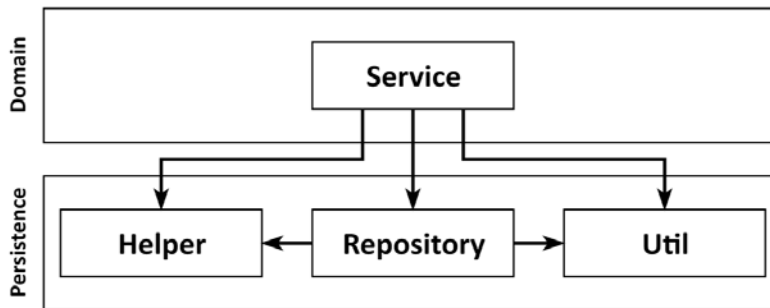 Domain
Service
Persistence
Helper
Repository
Util